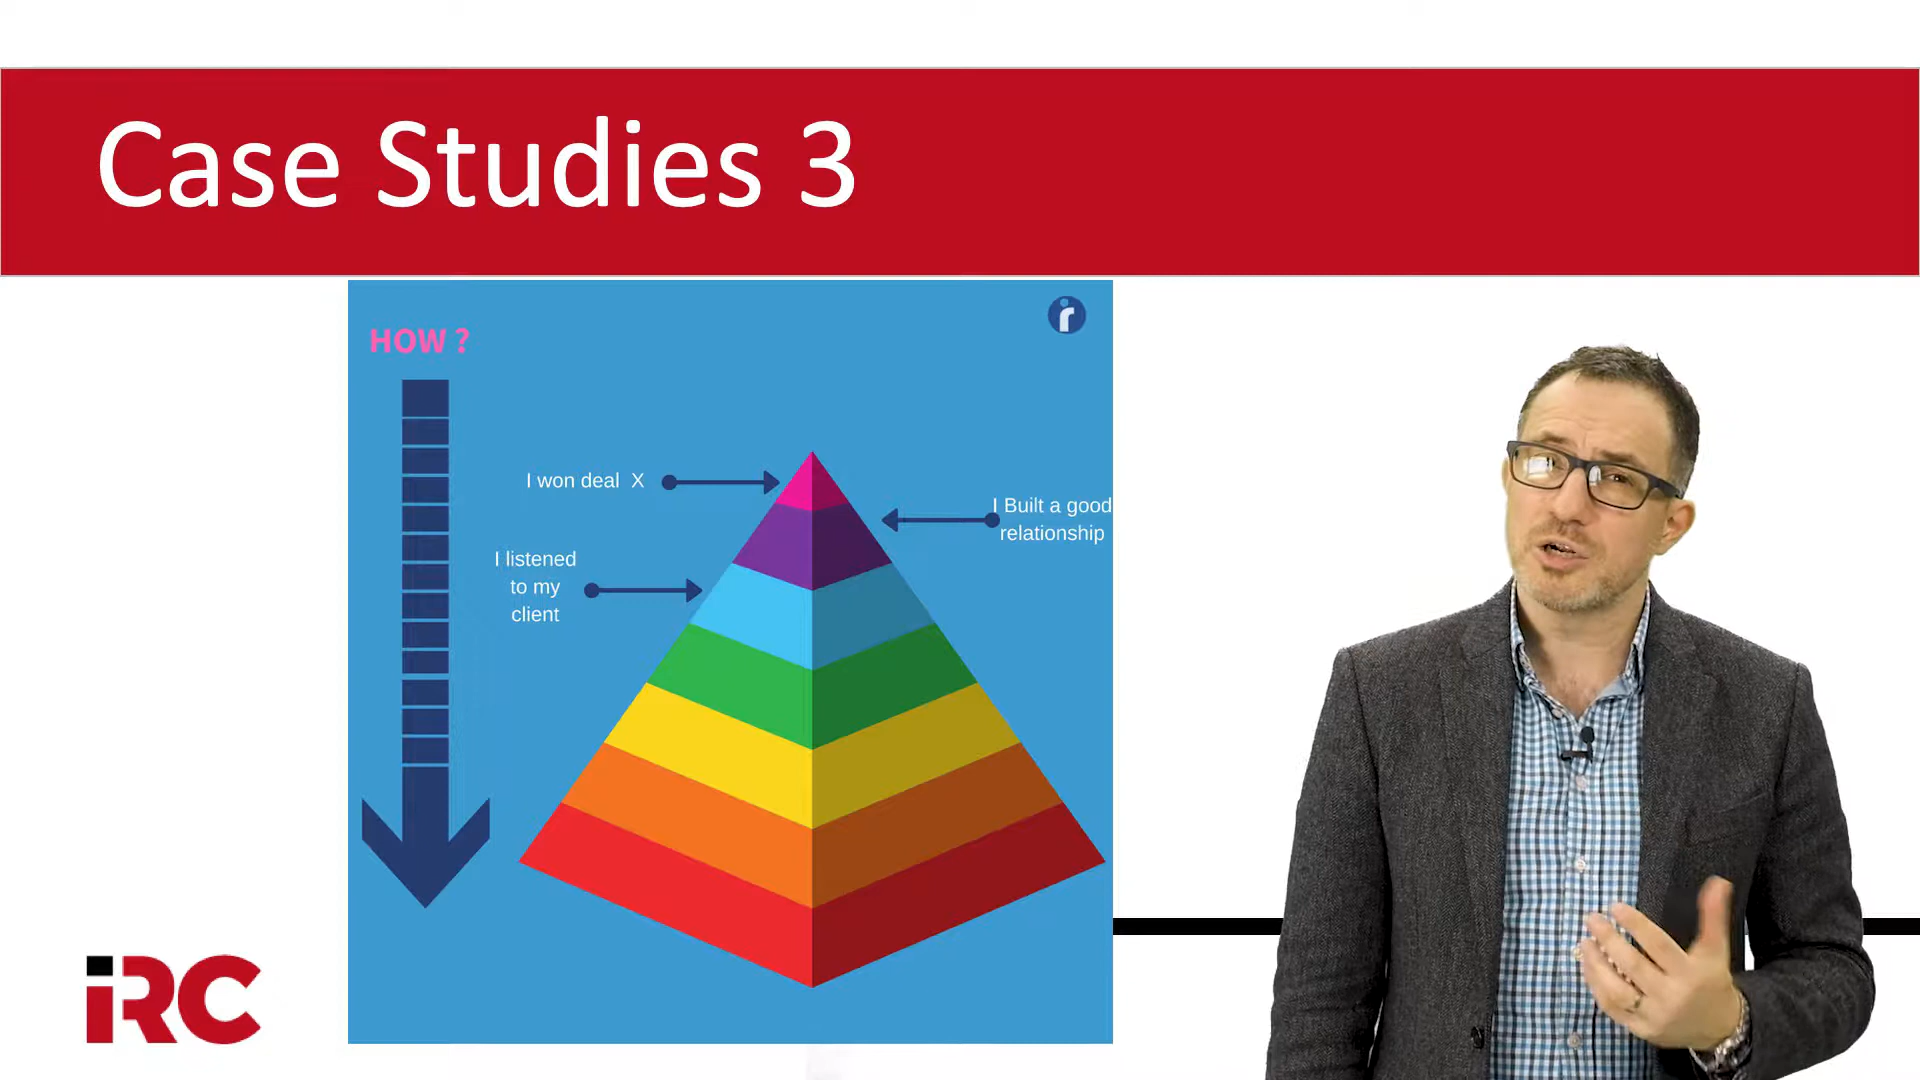 Case Studies 3
HOW ?
I won deal X
I Built a good
relationship
I listened
to my
client
iRC